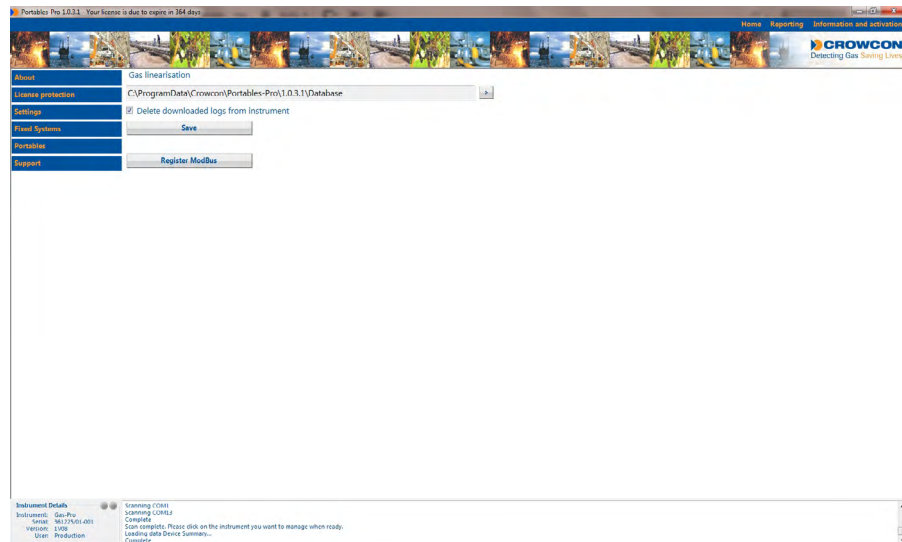 Portables-Pro 1.0.3.1 Your license is due to expire in 364 days
Home Reporting Information and activation
CROWCON
Detecting Gas Saving Lives
About
Gas linearisation
License protection
C:\ProgramData\Crowcon\Portables-Pro\1.0.3.1\Database
Settings
Delete downloaded logs from instrument
Fixed Systems
Save
Portables
Support
Register ModBus
Instrument Details
Instrument: Gas-Pro
Serial: 361225/01-001
Version: 1V08
User: Production
Scanning COM1
Scanning COM13
Complete
Scan complete. Please click on the instrument you want to manage when ready.
Loading data Device Summary...
Complete